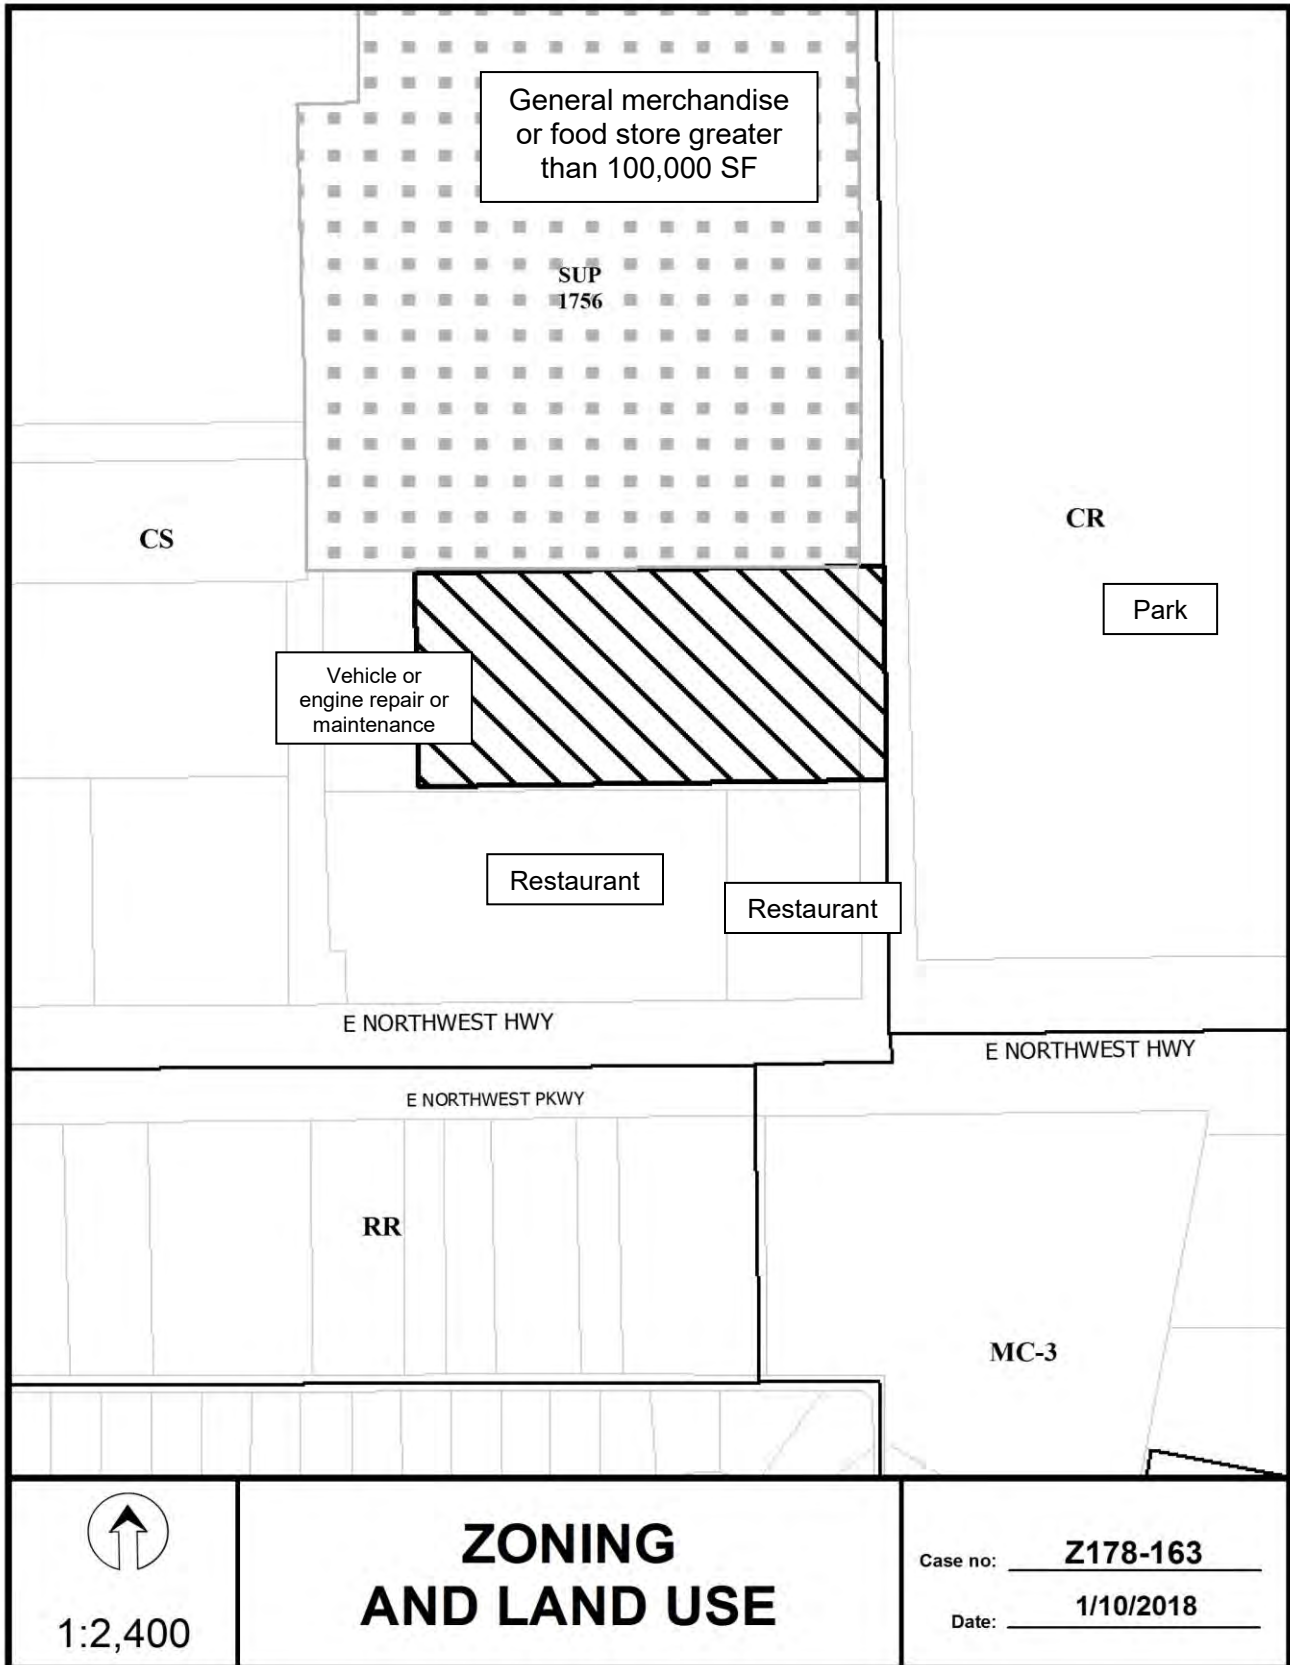 General merchandise
or food store greater
than 100,000 SF
SUP
1756
CS
CR
Park
Vehicle or
engine repair or
maintenance
Restaurant
Restaurant
E NORTHWEST HWY
E NORTHWEST HWY
E NORTHWEST PKWY
RR
MC-3
1:2,400
ZONING
AND LAND USE
Case no: Z178-163
Date: 1/10/2018